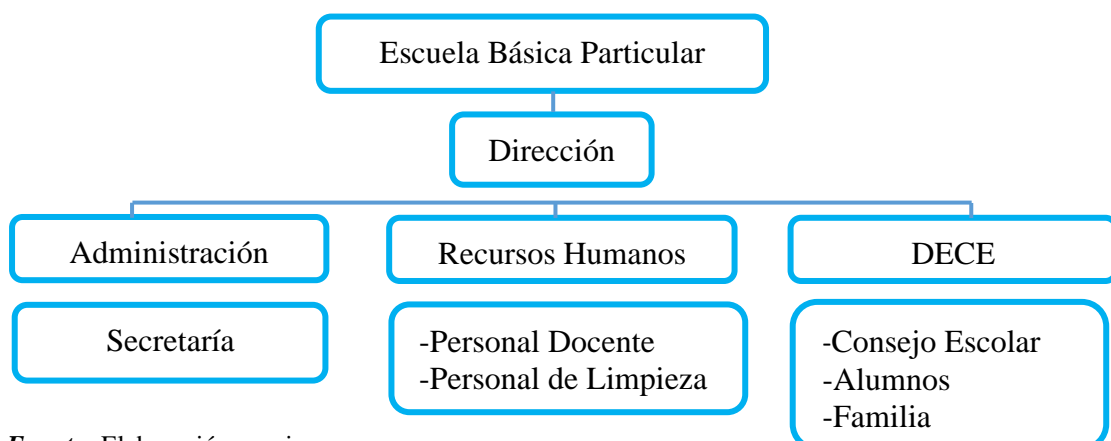 Escuela Básica Particular
Dirección
Administración
Recursos Humanos
DECE
Secretaría
-Personal Docente
-Personal de Limpieza
-Consejo Escolar
-Alumnos
-Familia